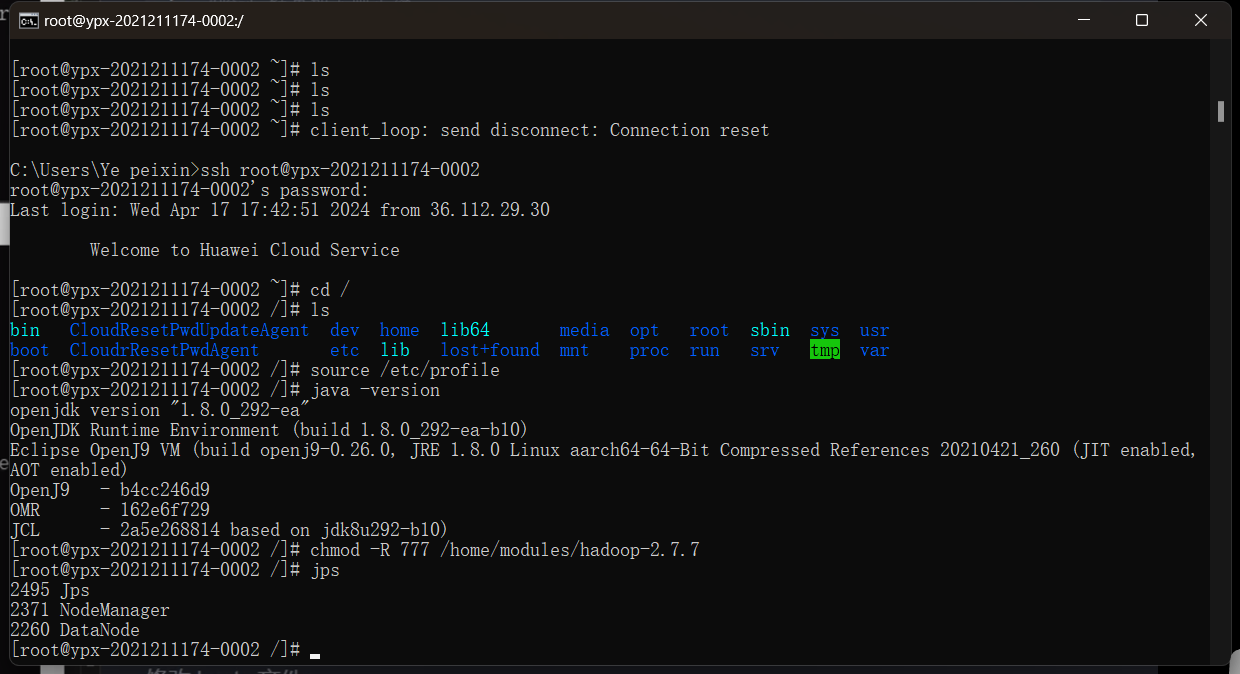 root@ypx-2021211174-0002:/
[root@ypx-2021211174-0002 ~]# ls
[root@ypx-2021211174-0002 ~]# ls
[root@ypx-2021211174-0002 ~]# ls
[root@ypx-2021211174-0002 ~]# client_loop: send disconnect: Connection reset
C:\Users\Ye peixin>ssh root@ypx-2021211174-0002
root@ypx-2021211174-0002's password:
Last login: Wed Apr 17 17:42:51 2024 from 36.112.29.30
Welcome to Huawei Cloud Service
[root@ypx-2021211174-0002 ~]# cd /
[root@ypx-2021211174-0002 /]# ls
bin CloudResetPwdUpdateAgent dev home lib64 media opt root sbin sys usr
boot CloudrResetPwdAgent etc lib lost+found mnt proc run srv tmp var
[root@ypx-2021211174-0002 /]# source /etc/profile
[root@ypx-2021211174-0002 /]# java -version
openjdk version "1.8.0_292-ea"
OpenJDK Runtime Environment (build 1.8.0_292-ea-b10)
Eclipse OpenJ9 VM (build openj9-0.26.0, JRE 1.8.0 Linux aarch64-64-Bit Compressed References 20210421_260 (JIT enabled,
AOT enabled)
OpenJ9 - b4cc246d9
OMR - 162e6f729
JCL - 2a5e268814 based on jdk8u292-b10)
[root@ypx-2021211174-0002 /]# chmod -R 777 /home/modules/hadoop-2.7.7
[root@ypx-2021211174-0002 /]# jps
2495 Jps
2371 NodeManager
2260 DataNode
[root@ypx-2021211174-0002 /]#